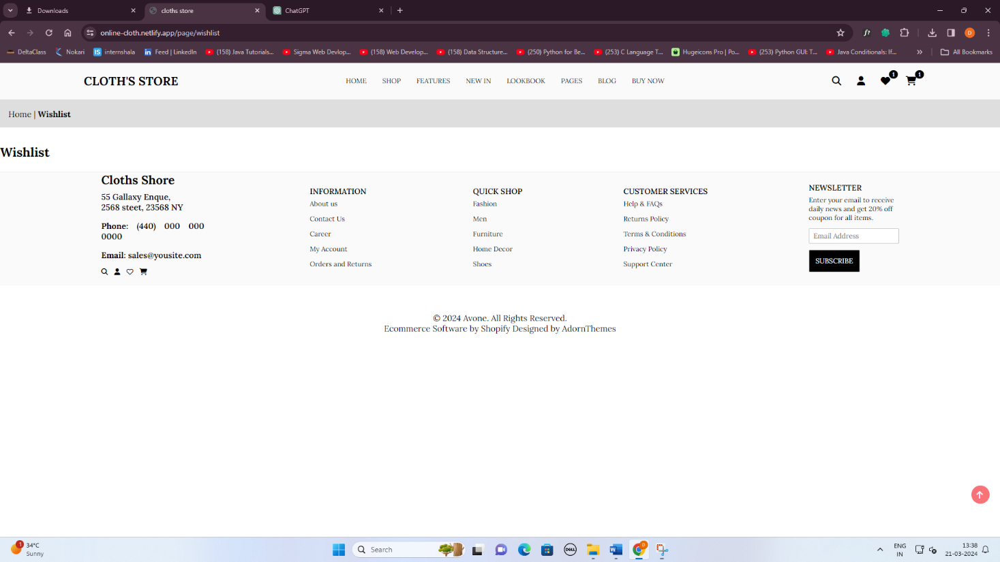 Downloads
cloths store
ChatGPT
online-cloth.netlify.app/page/wishlist
D
DeltaClass
Nokari
IS internshala
in Feed | LinkedIn
(158) Java Tutorials...
Sigma Web Devlop...
(158) Web Develop...
(158) Data Structure...
(250) Python for Be...
(253) C Language T...
Hugeicons Pro | Po...
(253) Python GUI: T...
Java Conditionals: If...
All Bookmarks
CLOTH'S STORE
HOME
SHOP
FEATURES
NEW IN
LOOKBOOK
PAGES
BLOG
BUY NOW
1
1
Home | Wishlist
Wishlist
Cloths Shore
55 Gallaxy Enque,
2568 steet, 23568 NY
Phone: (440) 000 000
0000
Email: sales@yousite.com
INFORMATION
About us
Contact Us
Career
My Account
Orders and Returns
QUICK SHOP
Fashion
Men
Furniture
Home Decor
Shoes
CUSTOMER SERVICES
Help & FAQs
Returns Policy
Terms & Conditions
Privacy Policy
Support Center
NEWSLETTER
Enter your email to receive
daily news and get 20% off
coupon for all items.
Email Address
SUBSCRIBE
© 2024 Avone. All Rights Reserved.
Ecommerce Software by Shopify Designed by AdornThemes
1
34°C
Sunny
Search
DELL
W
D
ENG
IN
13:38
21-03-2024